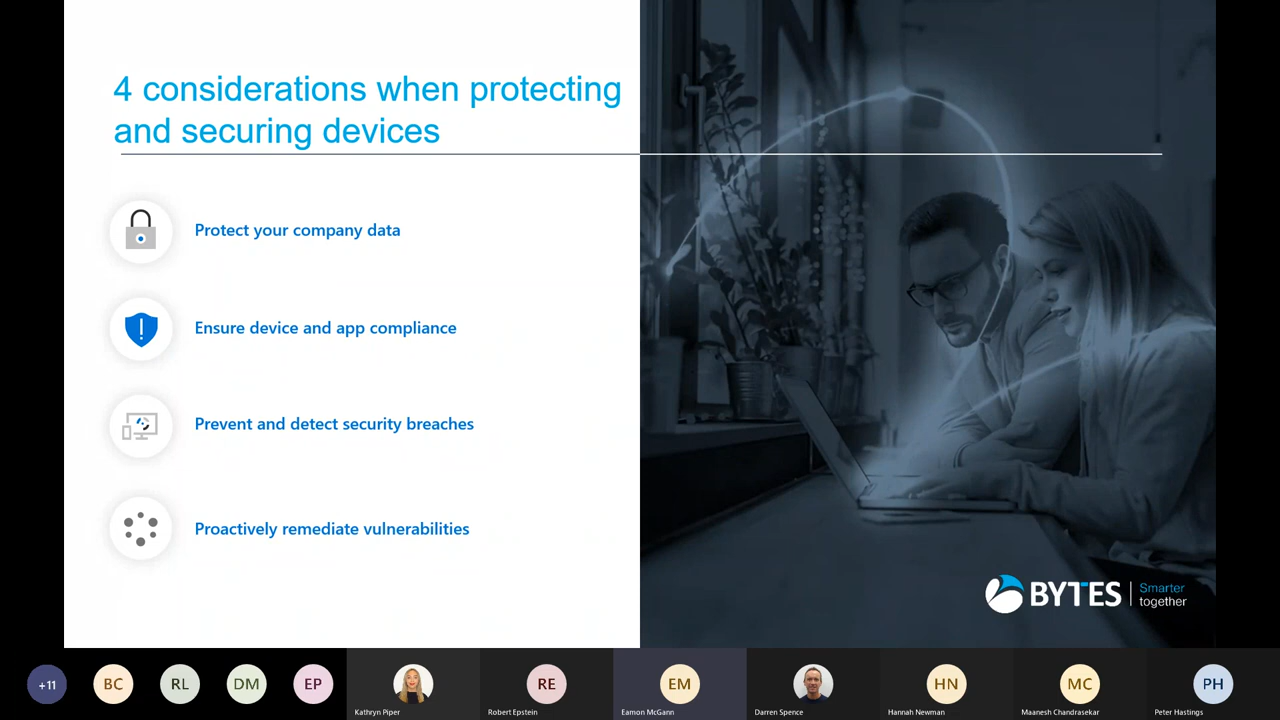 4 considerations when protecting
and securing devices
Protect your company data
Ensure device and app compliance
Prevent and detect security breaches
Proactively remediate vulnerabilities
BYTES
Smarter
together
+11
BC
RL
DM
EP
RE
EM
HN
MC
PH
Kathryn Piper
Robert Epstein
Eamon McGann
Darren Spence
Hannah Newman
Maanesh Chandrasekar
Peter Hastings